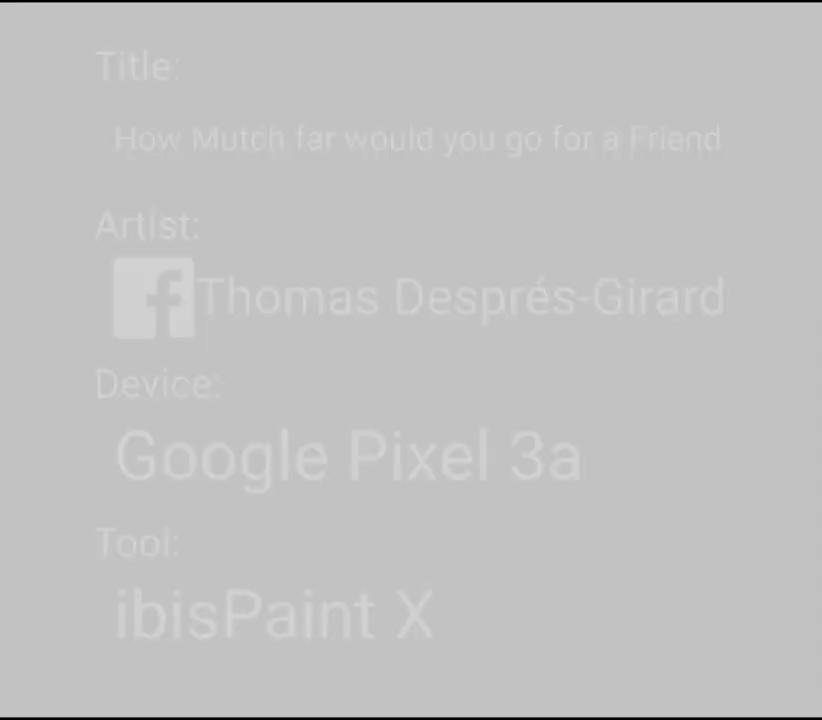 Title:
How Mutch far would you go for a Friend
Artist:
Thomas Després-Girard
Device:
Google Pixel 3a
Tool:
ibisPaint X